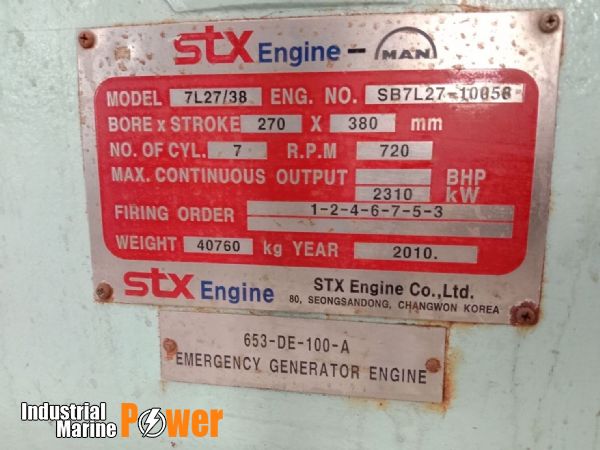 STX Engine - MAN
MODEL 7L27/38 ENG. NO. SB7L27-10056
BORE x STROKE 270 X 380 mm
NO. OF CYL. 7 R.P.M 720
MAX. CONTINUOUS OUTPUT BHP
2310 kW
FIRING ORDER 1-2-4-6-7-5-3
WEIGHT 40760 kg YEAR 2010.
STX Engine STX Engine Co.,Ltd.
80, SEONGSANDONG, CHANGWON KOREA
653-DE-100-A
EMERGENCY GENERATOR ENGINE
Industrial
Marine Power